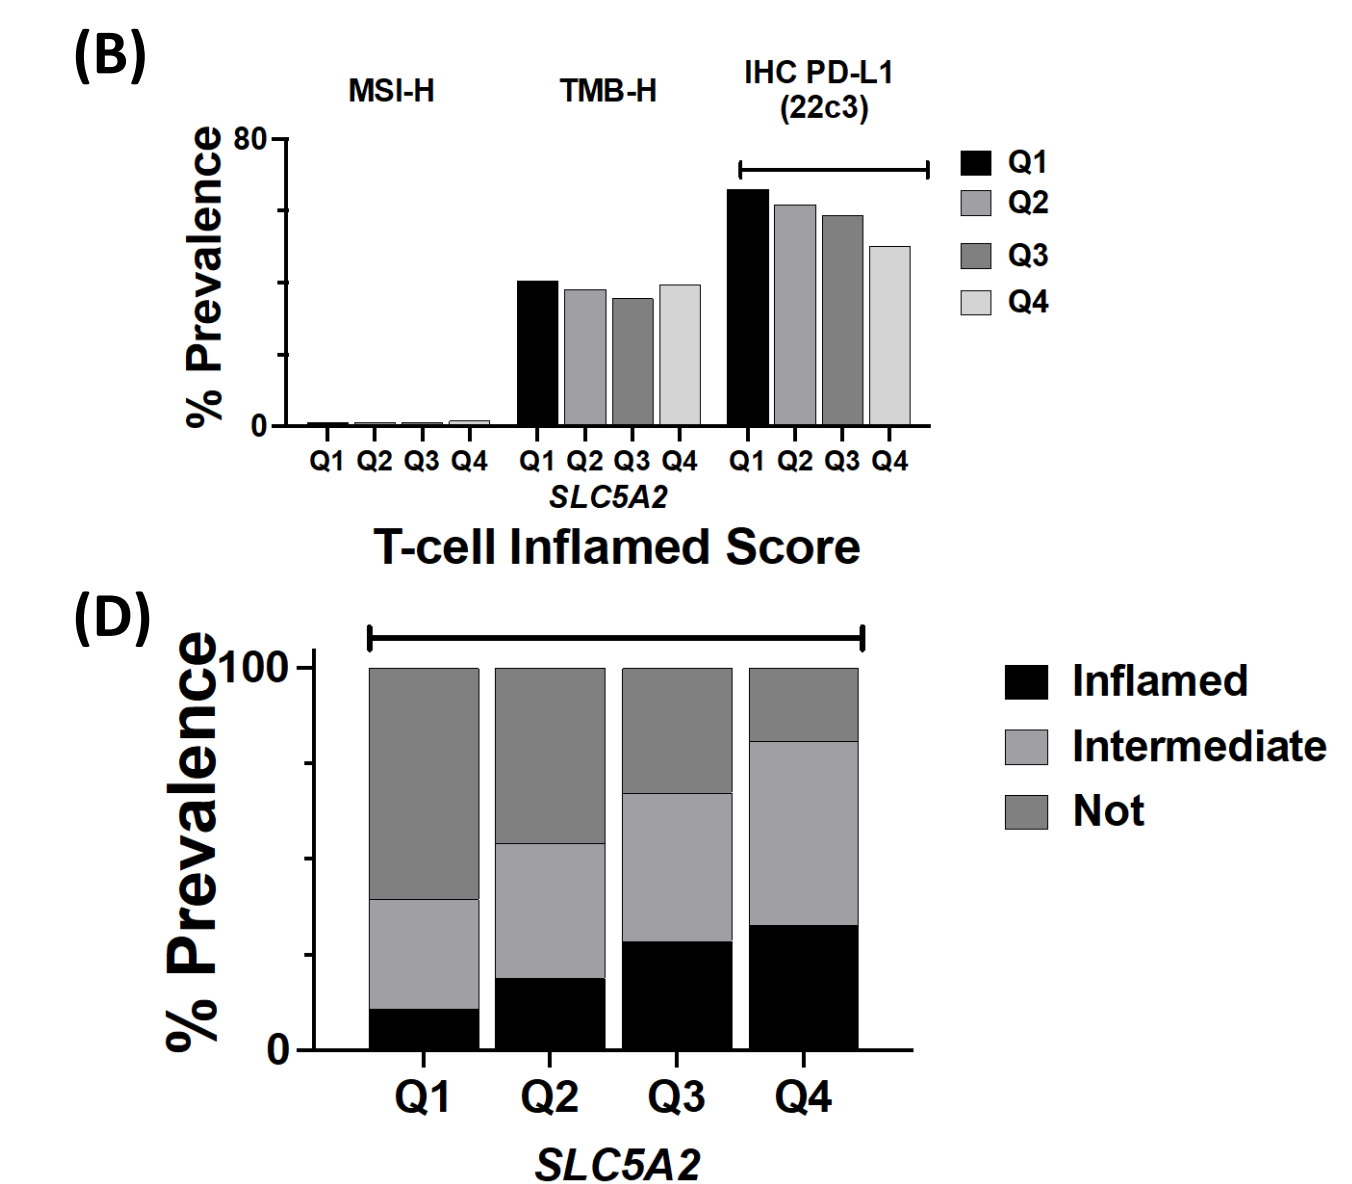 (B)
MSI-H TMB-H IHC PD-L1
(22c3)
% Prevalence
80
0
Q1 Q2 Q3 Q4 Q1 Q2 Q3 Q4 Q1 Q2 Q3 Q4
SLC5A2
Q1
Q2
Q3
Q4
T-cell Inflamed Score
(D)
% Prevalence
100
0
Q1 Q2 Q3 Q4
SLC5A2
Inflamed
Intermediate
Not